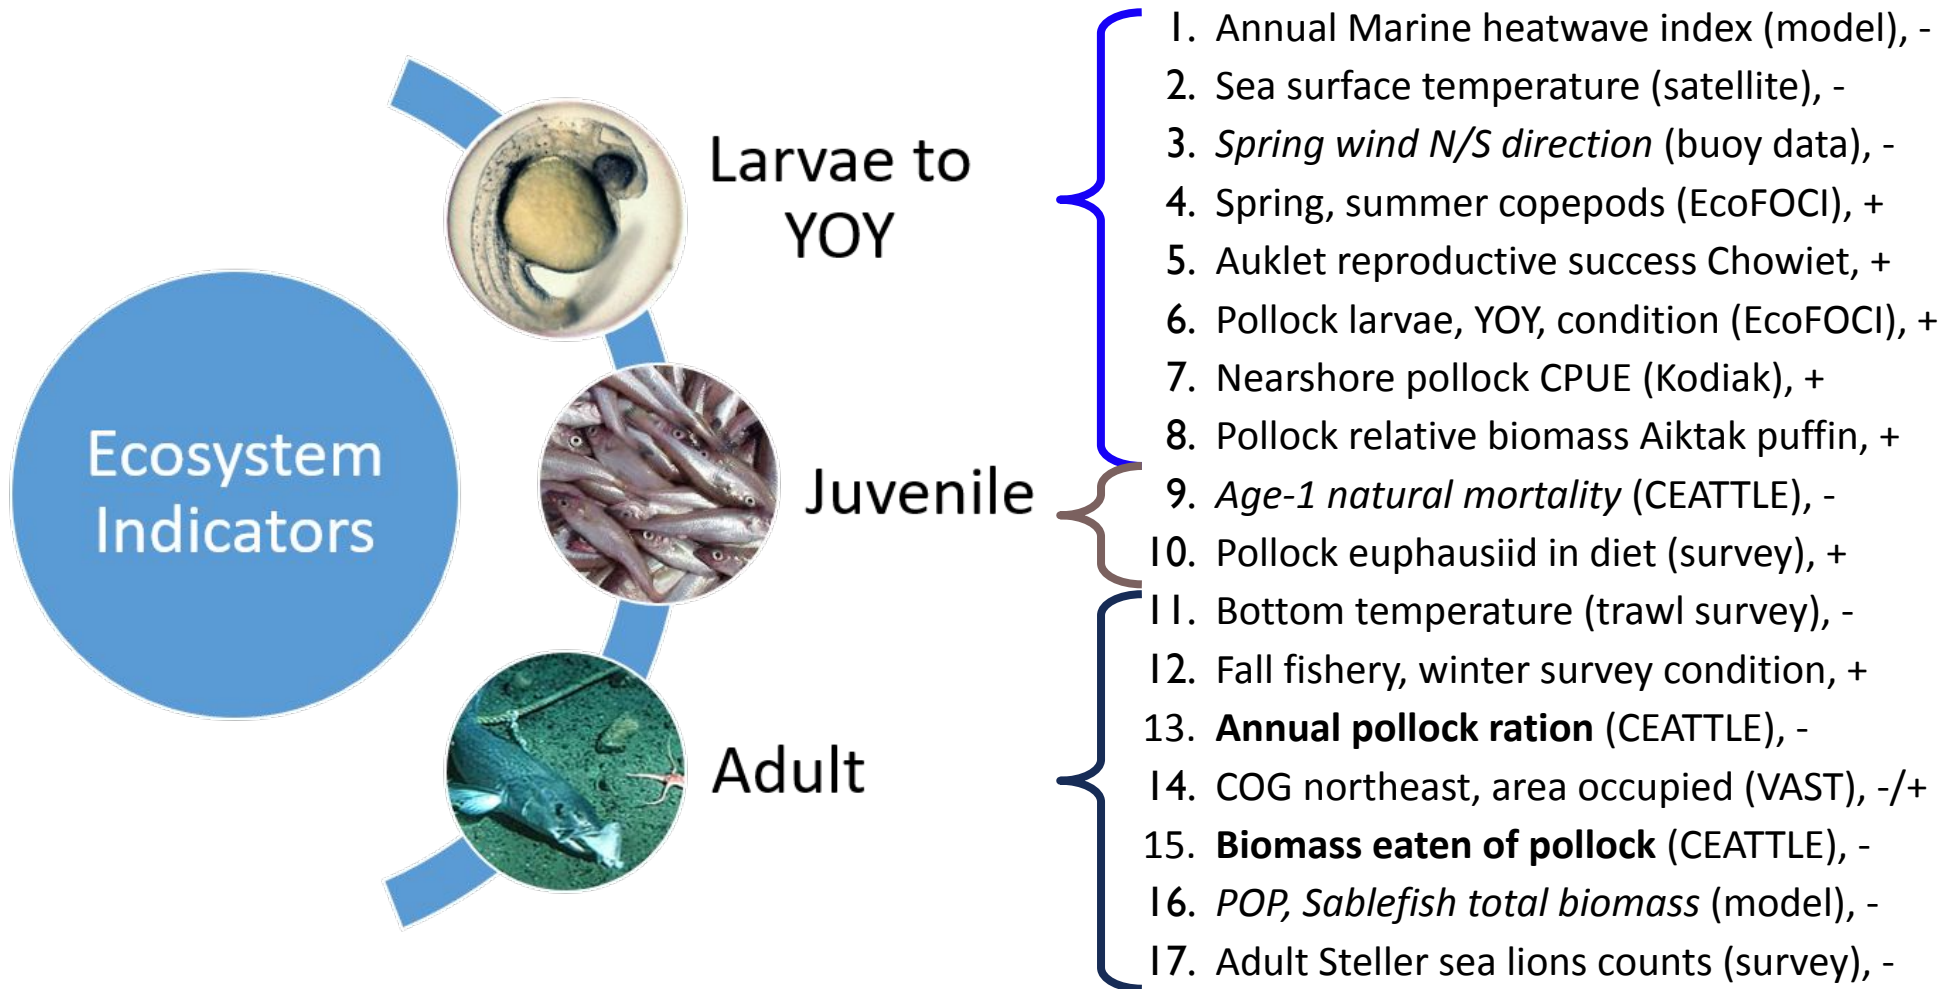 Ecosystem
Indicators
Larvae to
YOY
Juvenile
Adult
1. Annual Marine heatwave index (model), -
2. Sea surface temperature (satellite), -
3. Spring wind N/S direction (buoy data), -
4. Spring, summer copepods (EcoFOCI), +
5. Auklet reproductive success Chowiet, +
6. Pollock larvae, YOY, condition (EcoFOCI), +
7. Nearshore pollock CPUE (Kodiak), +
8. Pollock relative biomass Aiktak puffin, +
9. Age-1 natural mortality (CEATTLE), -
10. Pollock euphausiid in diet (survey), +
11. Bottom temperature (trawl survey), -
12. Fall fishery, winter survey condition, +
13. Annual pollock ration (CEATTLE), -
14. COG northeast, area occupied (VAST), -/+
15. Biomass eaten of pollock (CEATTLE), -
16. POP, Sablefish total biomass (model), -
17. Adult Steller sea lions counts (survey), -